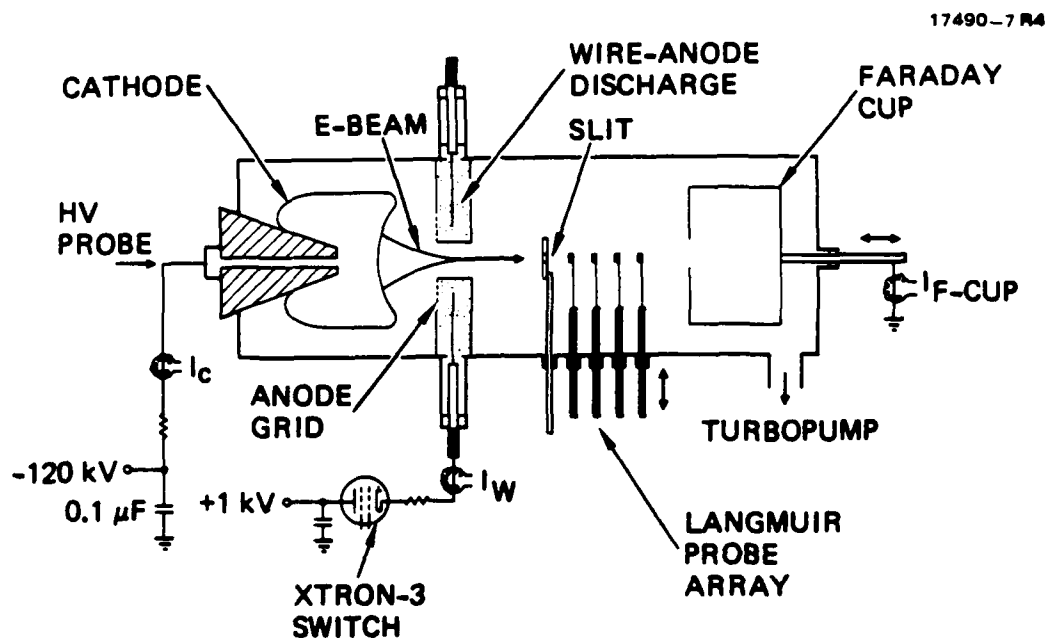 17490-7 R4
CATHODE
E-BEAM
WIRE-ANODE
DISCHARGE
SLIT
FARADAY
CUP
HV
PROBE
I F-CUP
I C
ANODE
GRID
TURBOPUMP
-120 kV
0.1 μF
+1 kV
I W
LANGMUIR
PROBE
ARRAY
XTRON-3
SWITCH